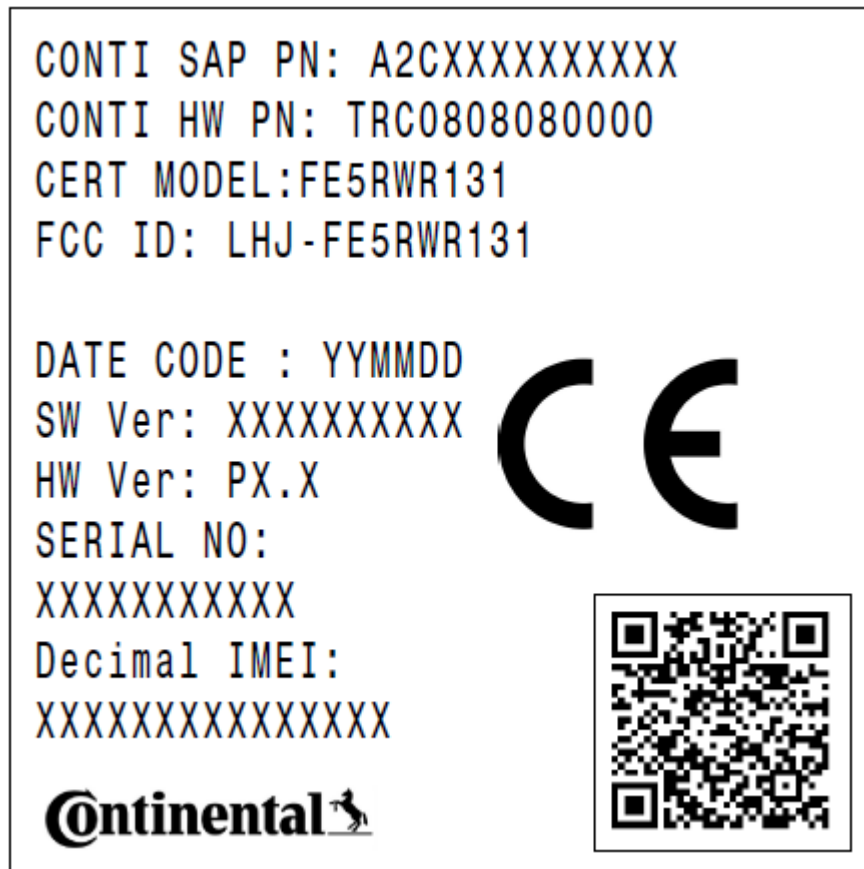 CONTI SAP PN: A2CXXXXXXXXXX
CONTI HW PN: TRC0808080000
CERT MODEL:FE5RWR131
FCC ID: LHJ-FE5RWR131
DATE CODE : YYMMDD
SW Ver: XXXXXXXXXX
HW Ver: PX.X
SERIAL NO:
XXXXXXXXXXX
Decimal IMEI:
XXXXXXXXXXXXXXX
CE
Continental